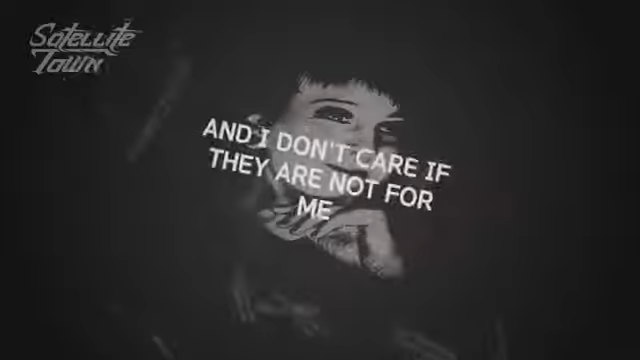 Satellite
Town
AND I DON'T CARE IF
THEY ARE NOT FOR
ME